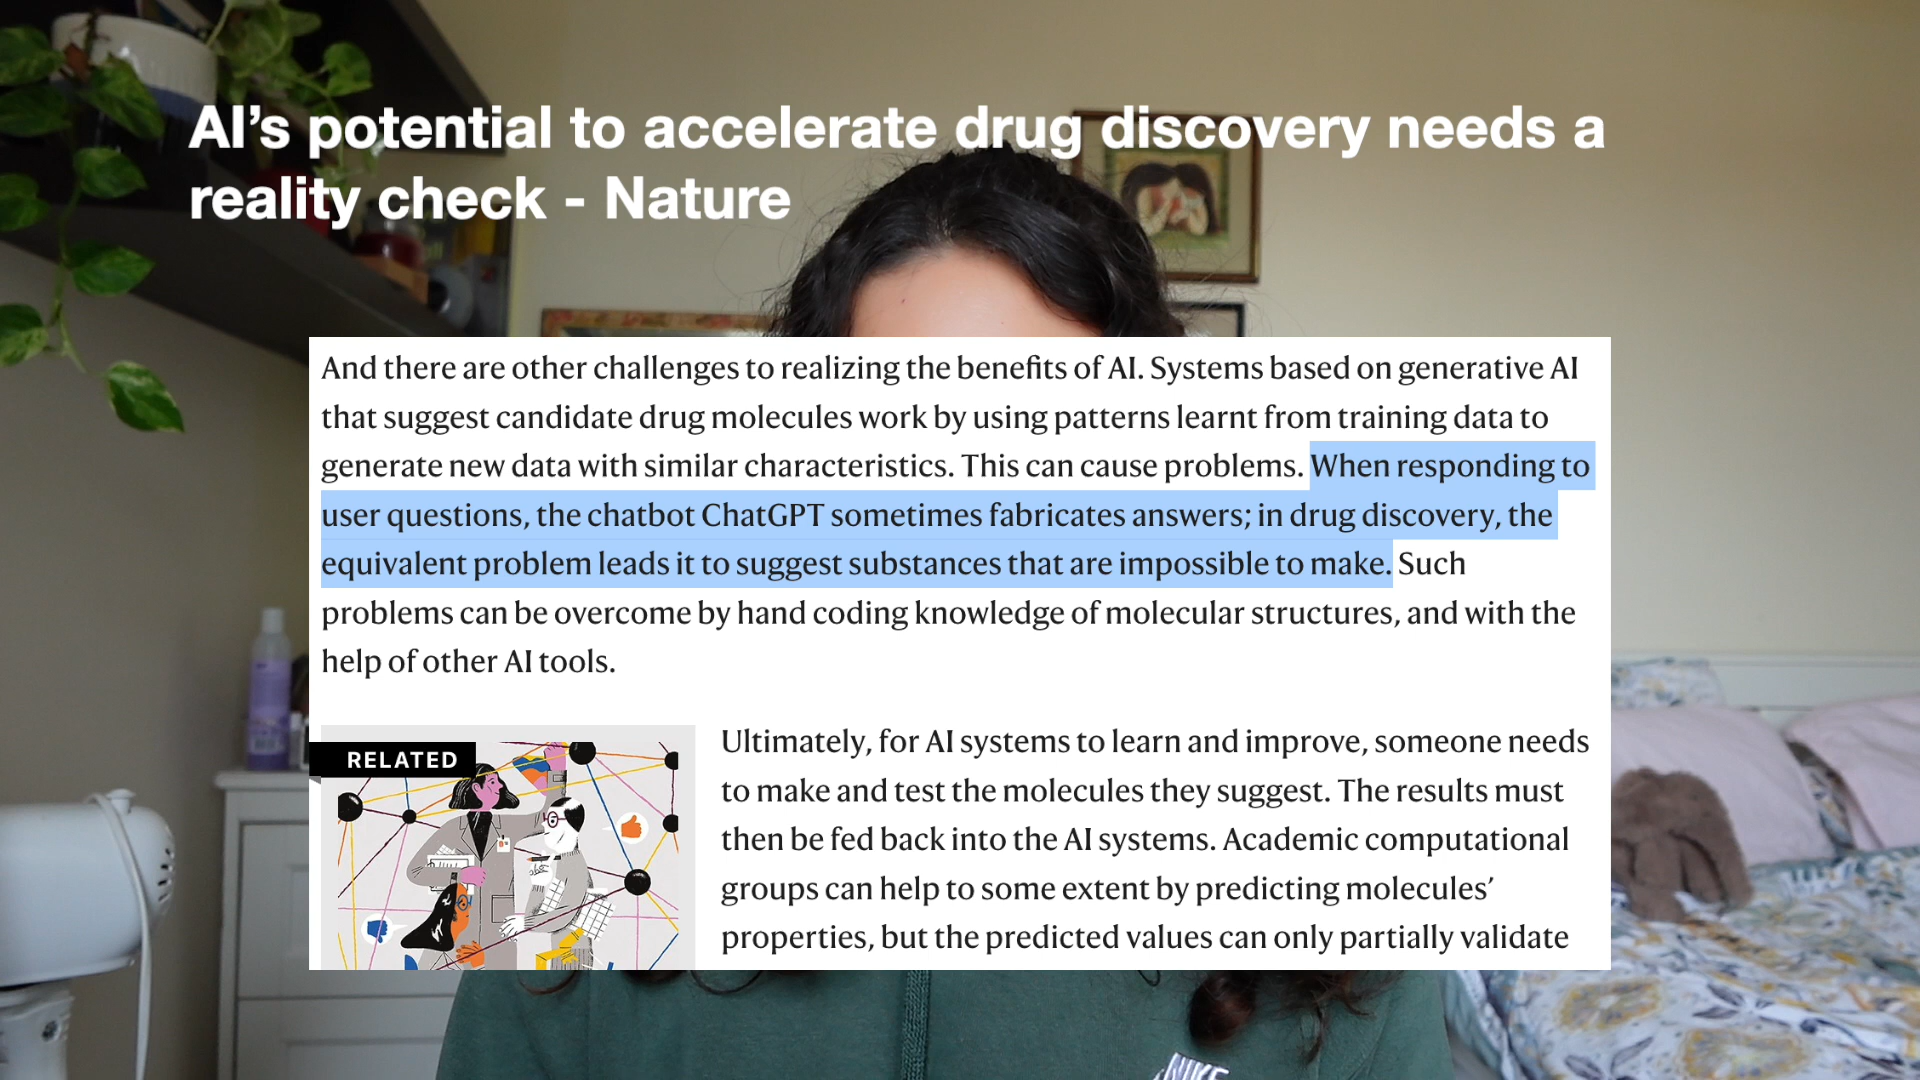 AI’s potential to accelerate drug discovery needs a
reality check - Nature
And there are other challenges to realizing the benefits of AI. Systems based on generative AI
that suggest candidate drug molecules work by using patterns learnt from training data to
generate new data with similar characteristics. This can cause problems. When responding to
user questions, the chatbot ChatGPT sometimes fabricates answers; in drug discovery, the
equivalent problem leads it to suggest substances that are impossible to make. Such
problems can be overcome by hand coding knowledge of molecular structures, and with the
help of other AI tools.
RELATED
Ultimately, for AI systems to learn and improve, someone needs
to make and test the molecules they suggest. The results must
then be fed back into the AI systems. Academic computational
groups can help to some extent by predicting molecules’
properties, but the predicted values can only partially validate
NIKE